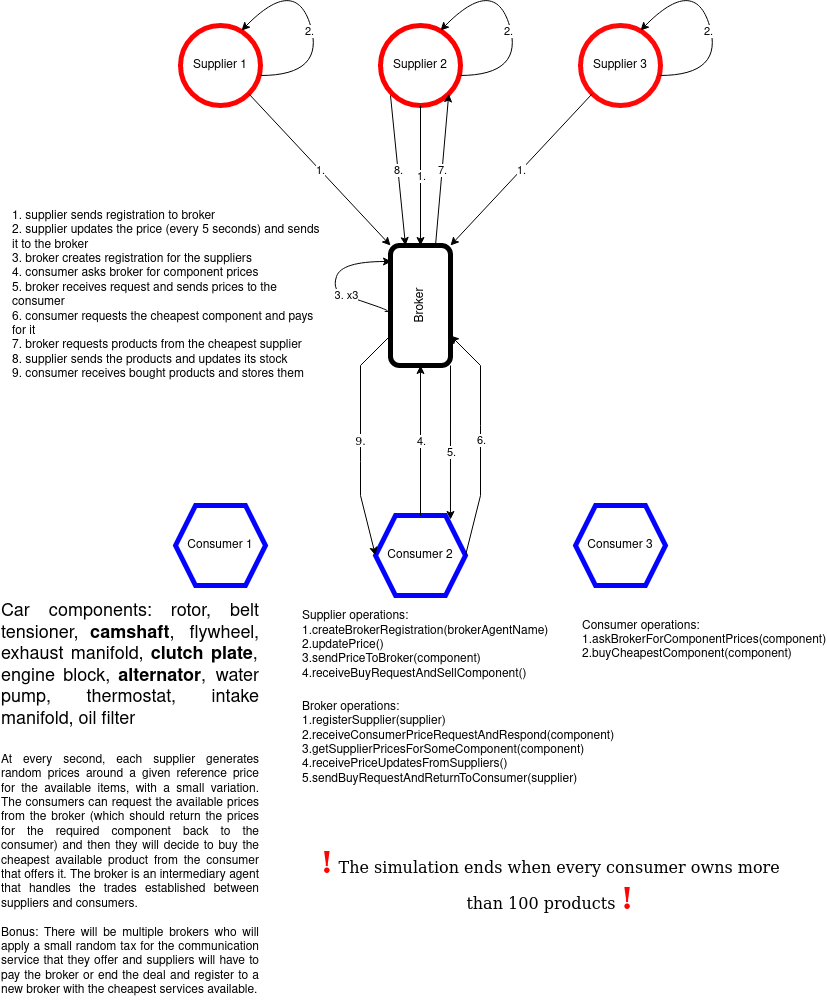 2.
2.
2.
Supplier 1
Supplier 2
Supplier 3
1.
8.
1.
7.
1.
1. supplier sends registration to broker
2. supplier updates the price (every 5 seconds) and sends
it to the broker
3. broker creates registration for the suppliers
4. consumer asks broker for component prices
5. broker receives request and sends prices to the
consumer
6. consumer requests the cheapest component and pays
for it
7. broker requests products from the cheapest supplier
8. supplier sends the products and updates its stock
9. consumer receives bought products and stores them
3. x3
Broker
9.
4.
5.
6.
Consumer 1
Consumer 2
Consumer 3
Car components: rotor, belt
tensioner, camshaft, flywheel,
exhaust manifold, clutch plate,
engine block, alternator, water
pump, thermostat, intake
manifold, oil filter
Supplier operations:
1.createBrokerRegistration(brokerAgentName)
2.updatePrice()
3.sendPriceToBroker(component)
4.receiveBuyRequestAndSellComponent()
Consumer operations:
1.askBrokerForComponentPrices(component)
2.buyCheapestComponent(component)
Broker operations:
1.registerSupplier(supplier)
2.receiveConsumerPriceRequestAndRespond(component)
3.getSupplierPricesForSomeComponent(component)
4.receivePriceUpdatesFromSuppliers()
5.sendBuyRequestAndReturnToConsumer(supplier)
At every second, each supplier generates
random prices around a given reference price
for the available items, with a small variation.
The consumers can request the available prices
from the broker (which should return the prices
for the required component back to the
consumer) and then they will decide to buy the
cheapest available product from the consumer
that offers it. The broker is an intermediary agent
that handles the trades established between
suppliers and consumers.
Bonus: There will be multiple brokers who will
apply a small random tax for the communication
service that they offer and suppliers will have to
pay the broker or end the deal and register to a
new broker with the cheapest services available.
! The simulation ends when every consumer owns more
than 100 products !